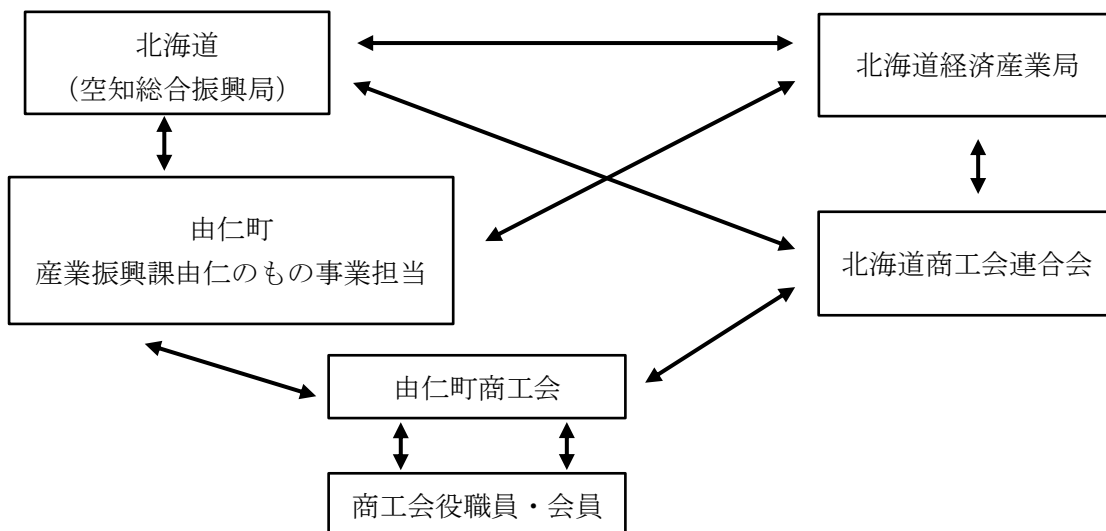 北海道
(空知総合振興局)
北海道経済産業局
由仁町
産業振興課由仁のもの事業担当
北海道商工会連合会
由仁町商工会
商工会役職員・会員